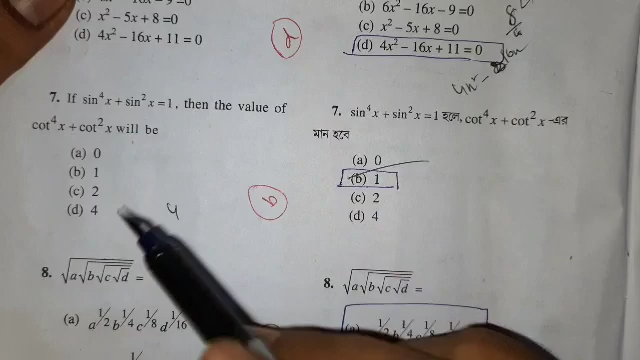 (c) x² − 5x + 8 = 0
(d) 4x² − 16x + 11 = 0
7. If sin⁴x + sin²x = 1, then the value of
cot⁴x + cot²x will be
(a) 0
(b) 1
(c) 2
(d) 4
b
8. √a√b√c√d =
(a) a^1/2 b^1/4 c^1/8 d^1/16
(b) 6x² − 16x − 9 = 0
(c) x² − 5x + 8 = 0
(d) 4x² − 16x + 11 = 0
7. sin⁴x + sin²x = 1 হলে, cot⁴x + cot²x −এর
মান হবে
(a) 0
(b) 1
(c) 2
(d) 4
8. √a√b√c√d =